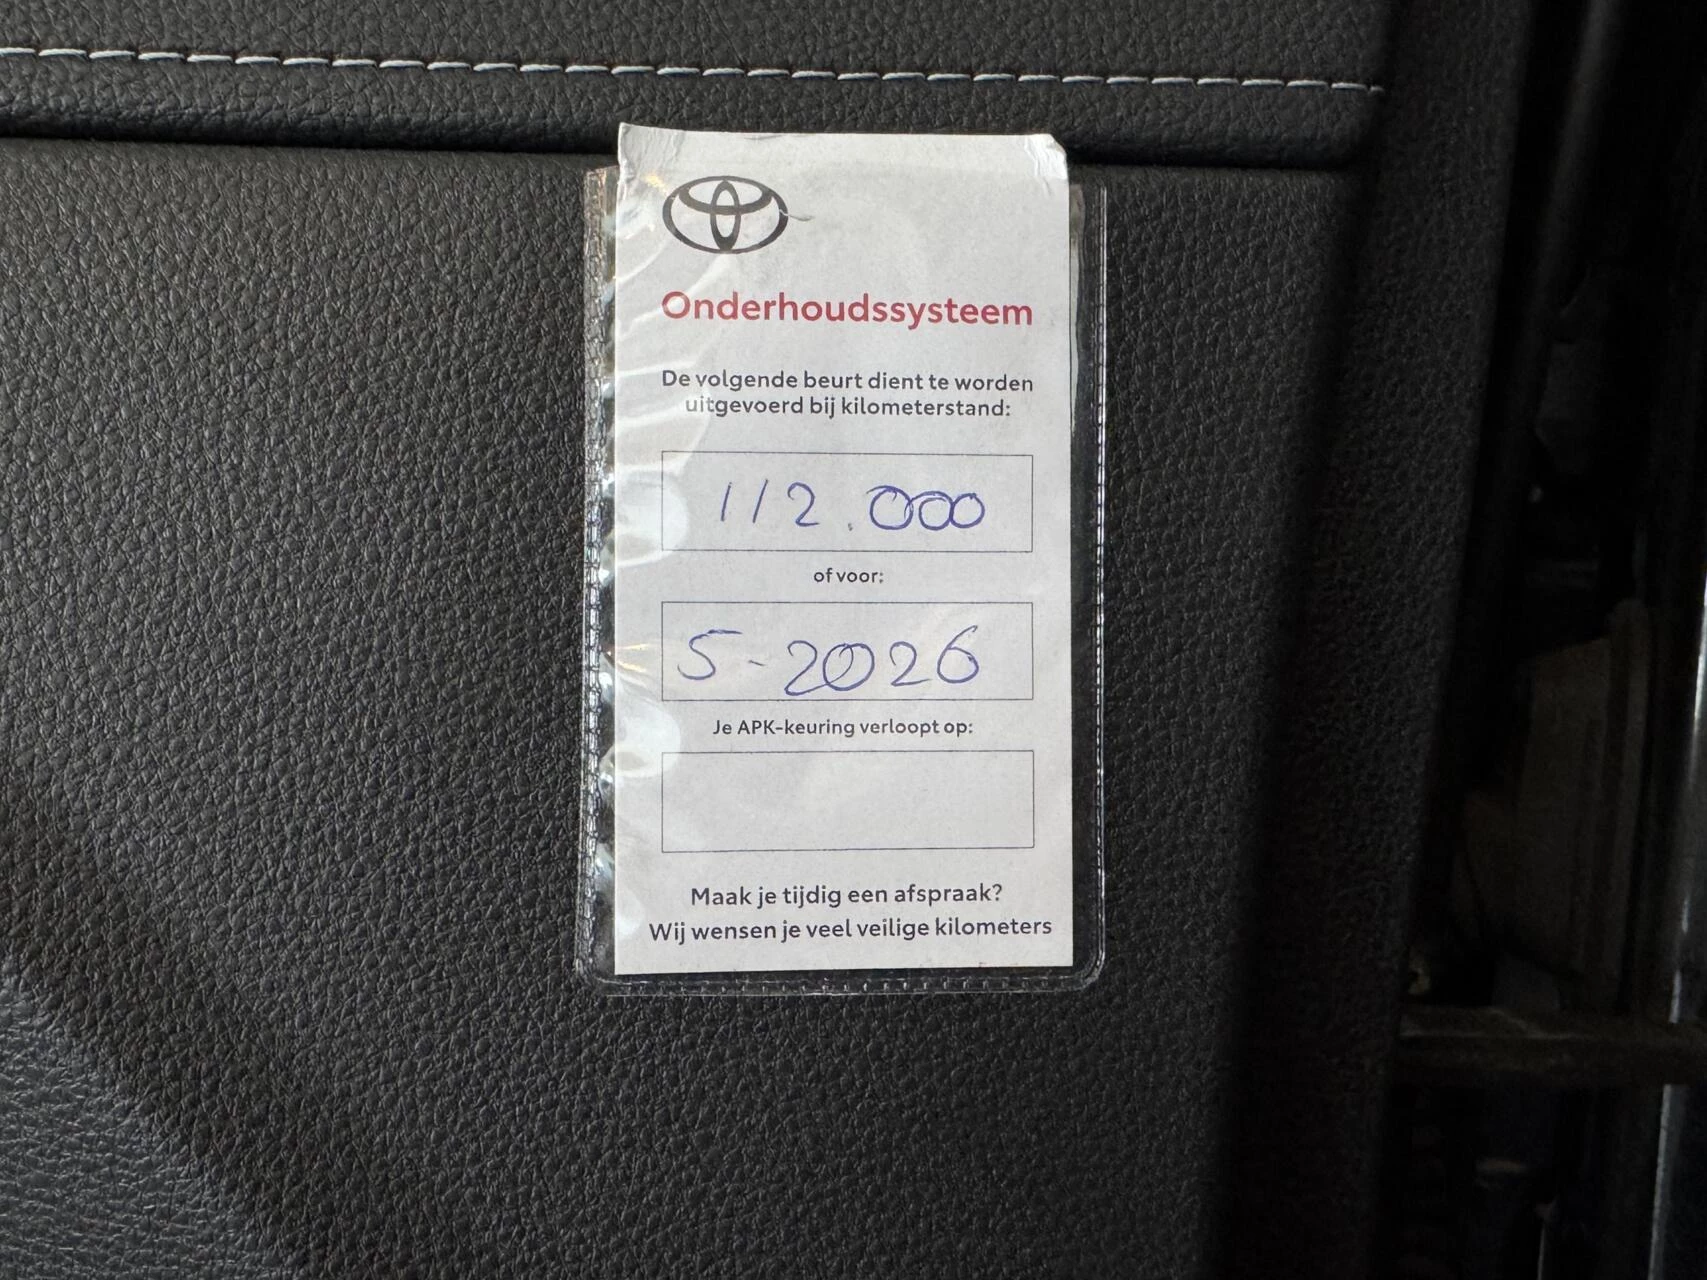 Onderhoudssysteem
De volgende beurt dient te worden
uitgevoerd bij kilometerstand:
112.000
of voor:
5-2026
Je APK-keuring verloopt op:
Maak je tijdig een afspraak?
Wij wensen je veel veilige kilometers